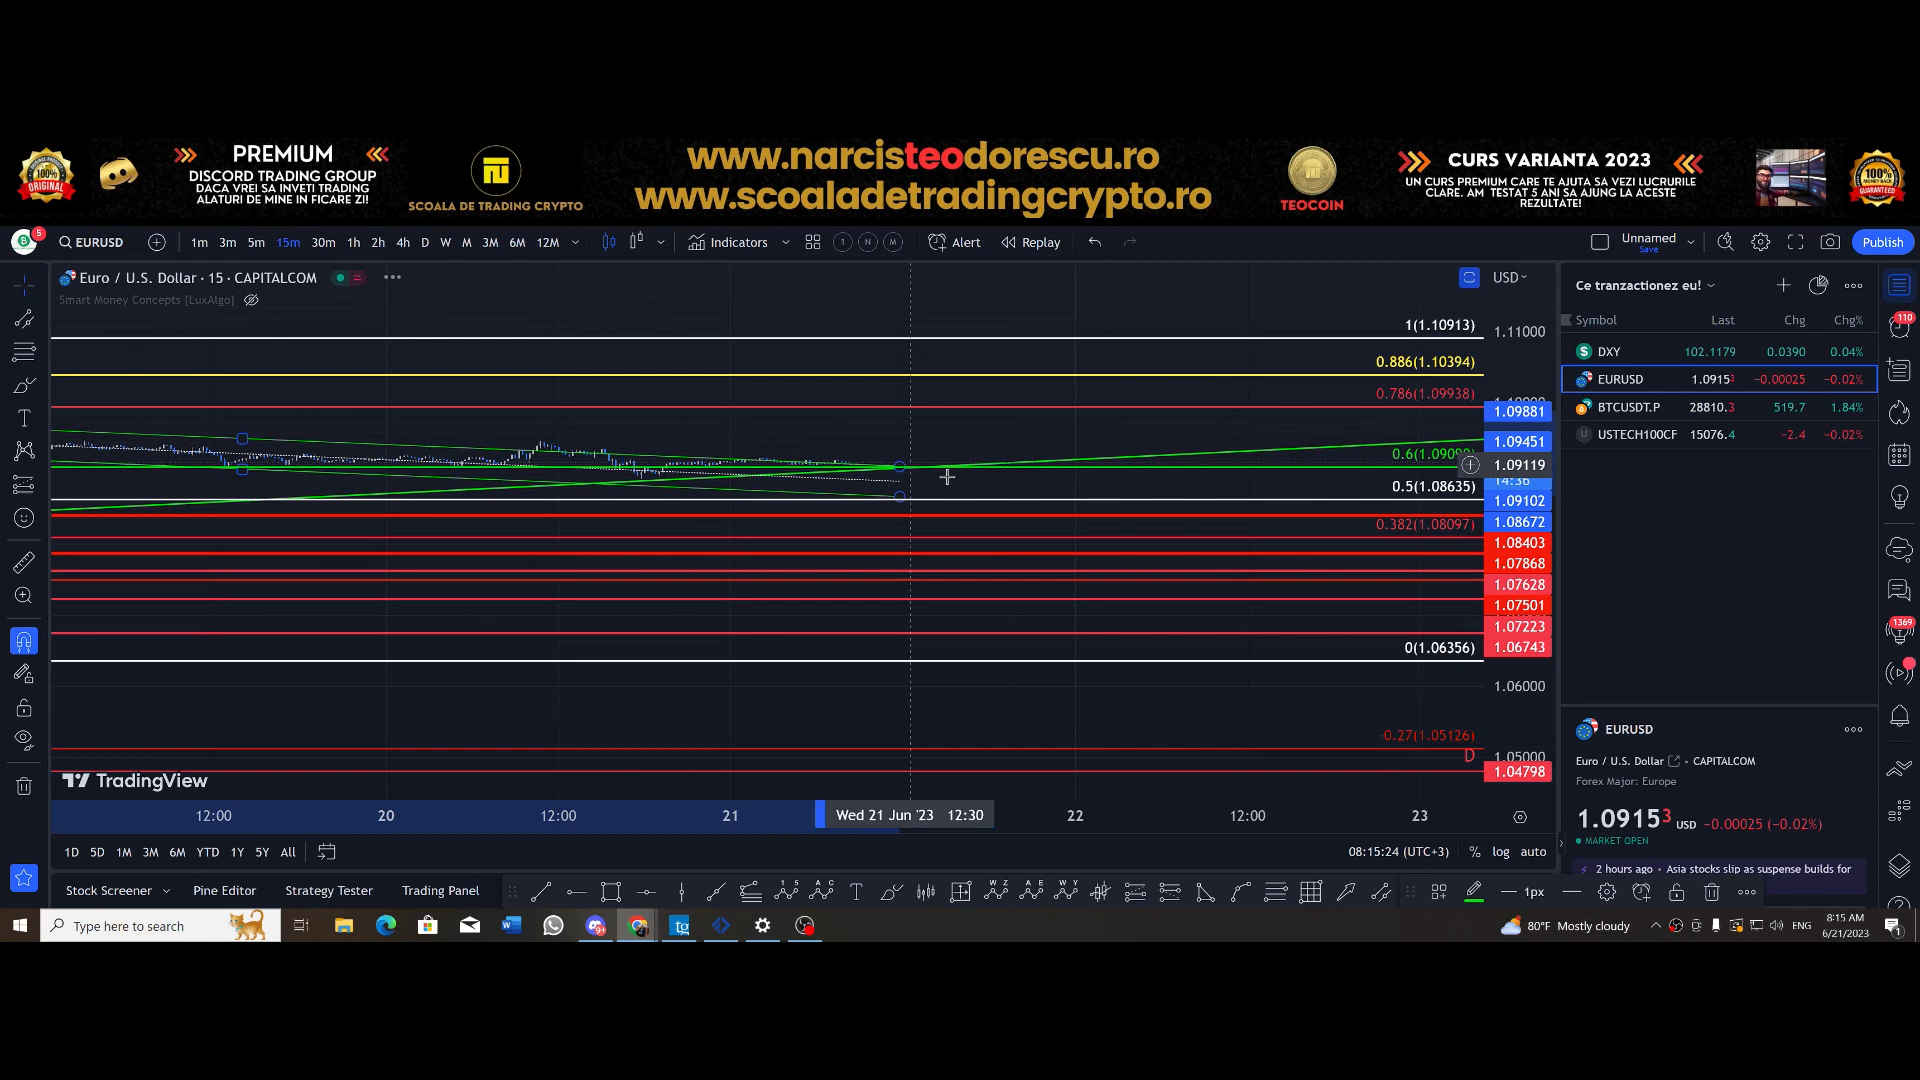 PREMIUM
DISCORD TRADING GROUP
DACA VREI SA INVETI TRADING
ALATURI DE MINE IN FICARE ZI!
SCOALA DE TRADING CRYPTO
www.narcisteodorescu.ro
www.scoaladetradingcrypto.ro
TEOCOIN
CURS VARIANTA 2023
UN CURS PREMIUM CARE TE AJUTA SA VEZI LUCRURILE
CLARE. AM TESTAT 5 ANI SA AJUNG LA ACESTE
REZULTATE!
5
EURUSD
1m 3m 5m 15m 30m 1h 2h 4h D W M 3M 6M 12M
Indicators
1 N M
Alert
Replay
Unnamed
Save
Publish
Euro / U.S. Dollar · 15 · CAPITALCOM
Smart Money Concepts [LuxAlgo]
USD
1(1.10913)
1.11000
0.886(1.10394)
0.786(1.09938)
1.09881
1.09451
1.09119
0.5(1.08635)
14:36
1.09102
1.08672
0.382(1.08097)
1.08403
1.07868
1.07628
1.07501
1.07223
1.06743
0(1.06356)
1.06000
-0.27(1.05126)
D
1.05000
1.04798
TradingView
12:00 20 12:00 21 Wed 21 Jun '23 12:30 22 12:00 23
1D 5D 1M 3M 6M YTD 1Y 5Y All
08:15:24 (UTC+3) % log auto
Stock Screener Pine Editor Strategy Tester Trading Panel
1px
Ce tranzactionez eu!
Symbol Last Chg Chg%
DXY 102.1179 0.0390 0.04%
EURUSD 1.09153 −0.00025 −0.02%
BTCUSDT.P 28810.3 519.7 1.84%
USTECH100CF 15076.4 −2.4 −0.02%
110
1369
EURUSD
Euro / U.S. Dollar • CAPITALCOM
Forex Major: Europe
1.09153 USD −0.00025 (−0.02%)
MARKET OPEN
2 hours ago • Asia stocks slip as suspense builds for
Type here to search
80°F Mostly cloudy
ENG
8:15 AM
6/21/2023